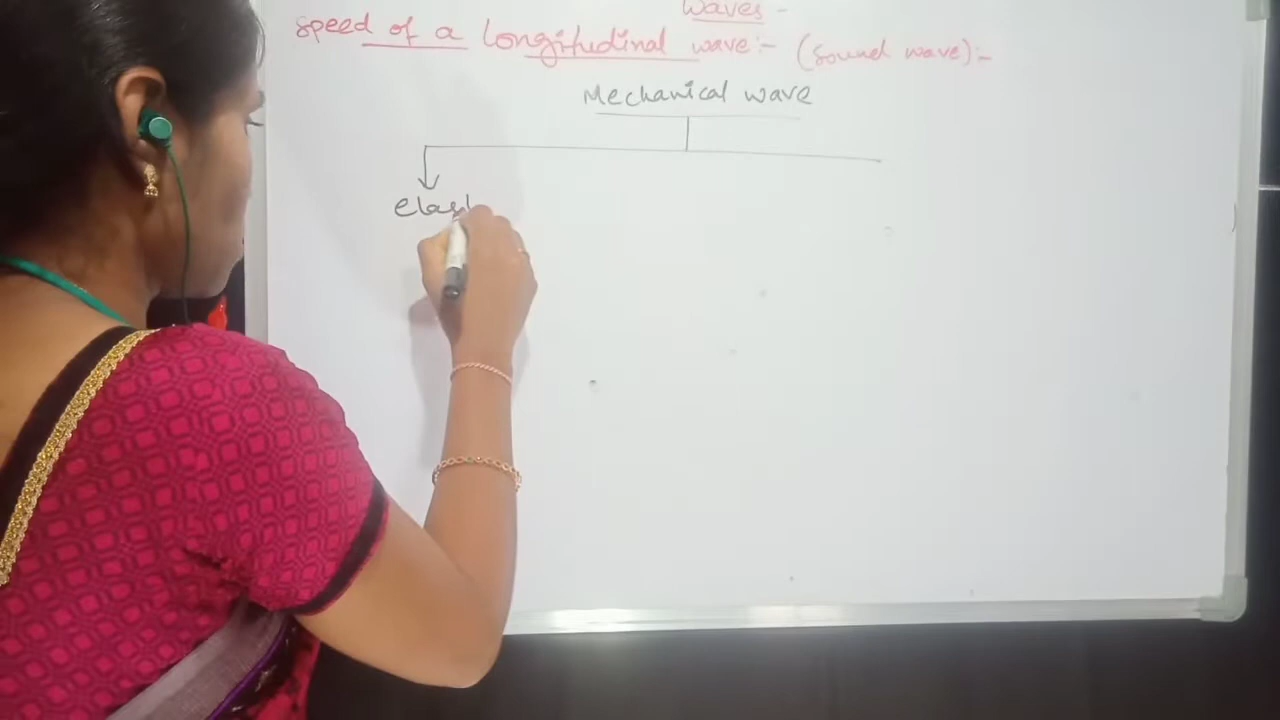 Waves -
speed of a longitudinal wave:- (sound wave):-
Mechanical wave
elast